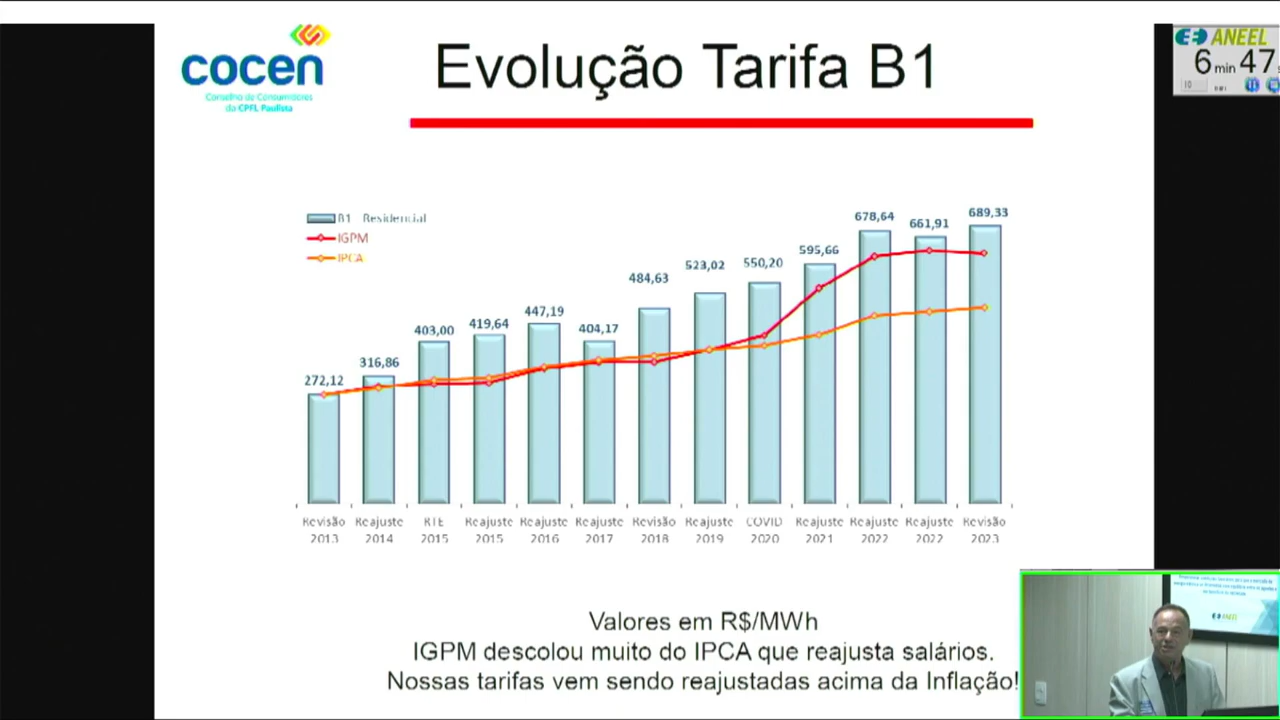 cocen
Conselho de Consumidores
da CPFL Paulista
Evolução Tarifa B1
ANEEL
6 min 47
10 min
B1 Residencial
IGPM
IPCA
272,12
316,86
403,00
419,64
447,19
404,17
484,63
523,02
550,20
595,66
678,64
661,91
689,33
Revisão Reajuste RTE Reajuste Reajuste Reajuste Revisão Reajuste COVID Reajuste Reajuste Reajuste Revisão
2013 2014 2015 2015 2016 2017 2018 2019 2020 2021 2022 2022 2023
Valores em R$/MWh
IGPM descolou muito do IPCA que reajusta salários.
Nossas tarifas vem sendo reajustadas acima da Inflação!
ANEEL